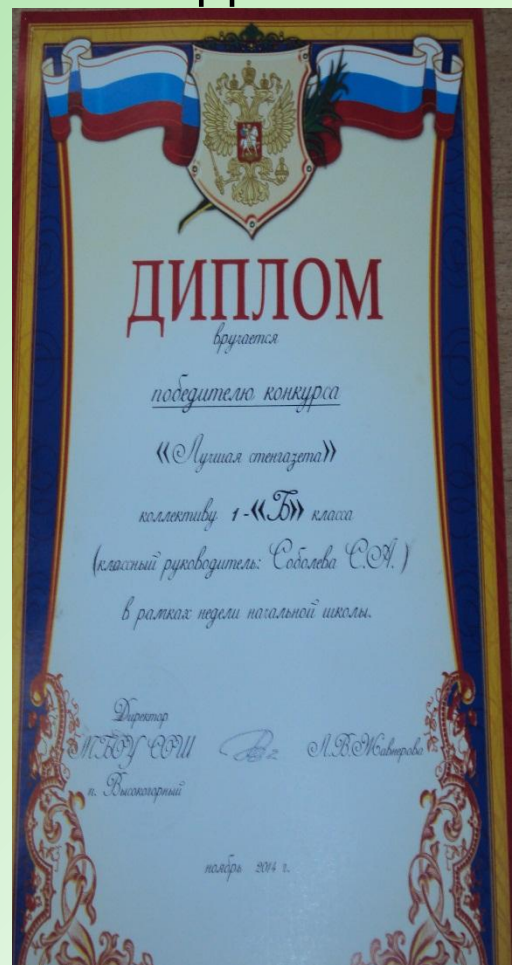 ДИПЛОМ
вручается
победителю конкурса
«Лучшая стенгазета»
коллективу 1-«Б» класса
(классный руководитель: Соболева С.А.)
в рамках недели начальной школы.
Директор
МБОУ СОШ Л.В.
п. Высокогорный
ноябрь 2014 г.